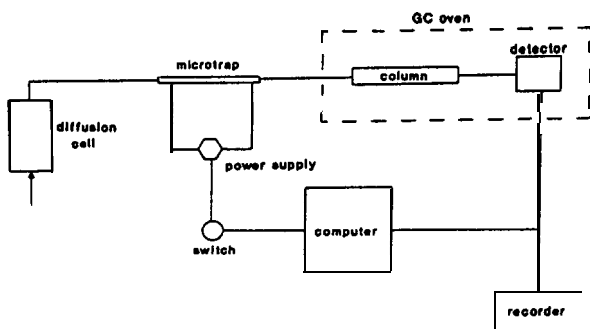 GC oven
detector
microtrap
column
diffusion
cell
power supply
switch
computer
recorder